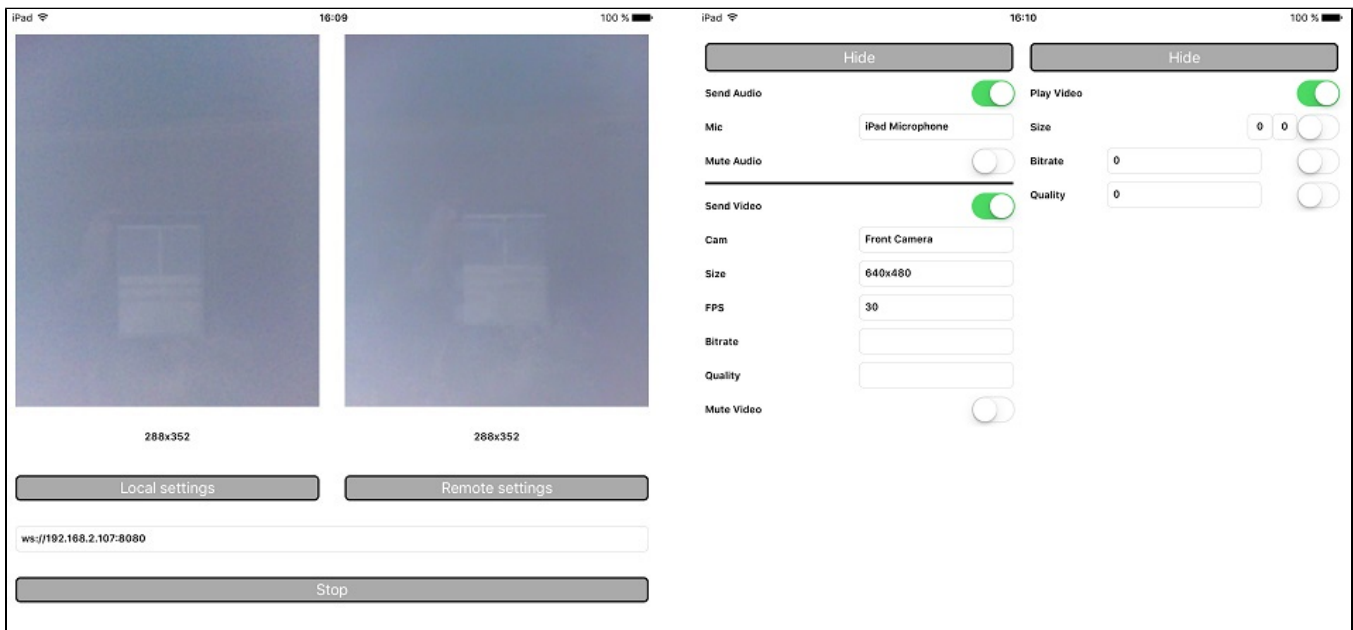 iPad 16:09 100 %
288x352 288x352
Local settings Remote settings
ws://192.168.2.107:8080
Stop
iPad 16:10 100 %
Hide
Send Audio
Mic iPad Microphone
Mute Audio
Send Video
Cam Front Camera
Size 640x480
FPS 30
Bitrate
Quality
Mute Video
Hide
Play Video
Size 0 0
Bitrate 0
Quality 0